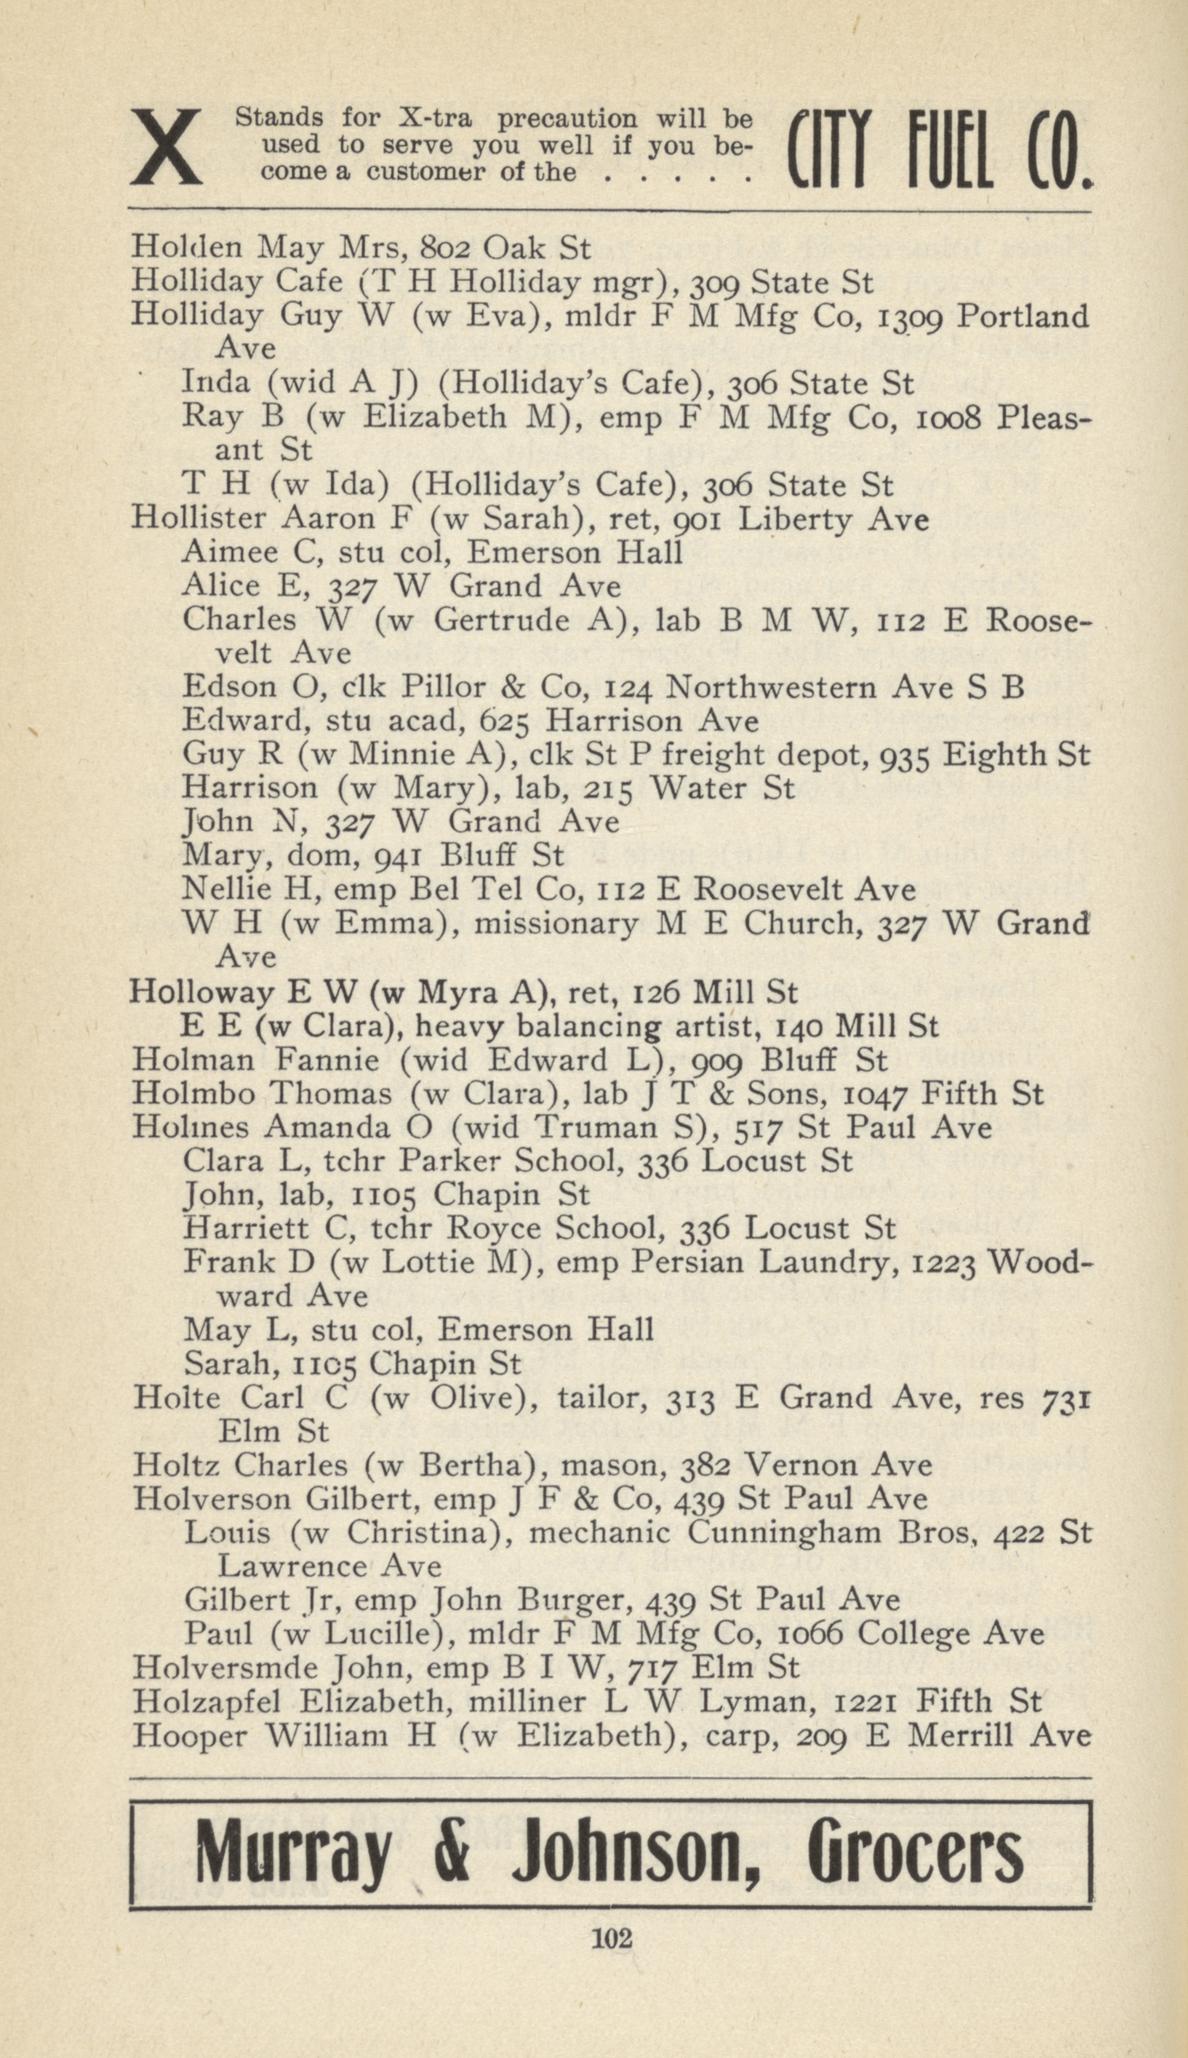 X Stands for X-tra precaution will be
used to serve you well if you be-
come a customer of the . . . . .
CITY FUEL CO.
Holden May Mrs, 802 Oak St
Holliday Cafe (T H Holliday mgr), 309 State St
Holliday Guy W (w Eva), mldr F M Mfg Co, 1309 Portland
Ave
Inda (wid A J) (Holliday's Cafe), 306 State St
Ray B (w Elizabeth M), emp F M Mfg Co, 1008 Pleas-
ant St
T H (w Ida) (Holliday's Cafe), 306 State St
Hollister Aaron F (w Sarah), ret, 901 Liberty Ave
Aimee C, stu col, Emerson Hall
Alice E, 327 W Grand Ave
Charles W (w Gertrude A), lab B M W, 112 E Roose-
velt Ave
Edson O, clk Pillor & Co, 124 Northwestern Ave S B
Edward, stu acad, 625 Harrison Ave
Guy R (w Minnie A), clk St P freight depot, 935 Eighth St
Harrison (w Mary), lab, 215 Water St
John N, 327 W Grand Ave
Mary, dom, 941 Bluff St
Nellie H, emp Bel Tel Co, 112 E Roosevelt Ave
W H (w Emma), missionary M E Church, 327 W Grand
Ave
Holloway E W (w Myra A), ret, 126 Mill St
E E (w Clara), heavy balancing artist, 140 Mill St
Holman Fannie (wid Edward L), 909 Bluff St
Holmbo Thomas (w Clara), lab J T & Sons, 1047 Fifth St
Holmes Amanda O (wid Truman S), 517 St Paul Ave
Clara L, tchr Parker School, 336 Locust St
John, lab, 1105 Chapin St
Harriett C, tchr Royce School, 336 Locust St
Frank D (w Lottie M), emp Persian Laundry, 1223 Wood-
ward Ave
May L, stu col, Emerson Hall
Sarah, 1105 Chapin St
Holte Carl C (w Olive), tailor, 313 E Grand Ave, res 731
Elm St
Holtz Charles (w Bertha), mason, 382 Vernon Ave
Holverson Gilbert, emp J F & Co, 439 St Paul Ave
Louis (w Christina), mechanic Cunningham Bros, 422 St
Lawrence Ave
Gilbert Jr, emp John Burger, 439 St Paul Ave
Paul (w Lucille), mldr F M Mfg Co, 1066 College Ave
Holversmde John, emp B I W, 717 Elm St
Holzapfel Elizabeth, milliner L W Lyman, 1221 Fifth St
Hooper William H (w Elizabeth), carp, 209 E Merrill Ave
Murray & Johnson, Grocers
102